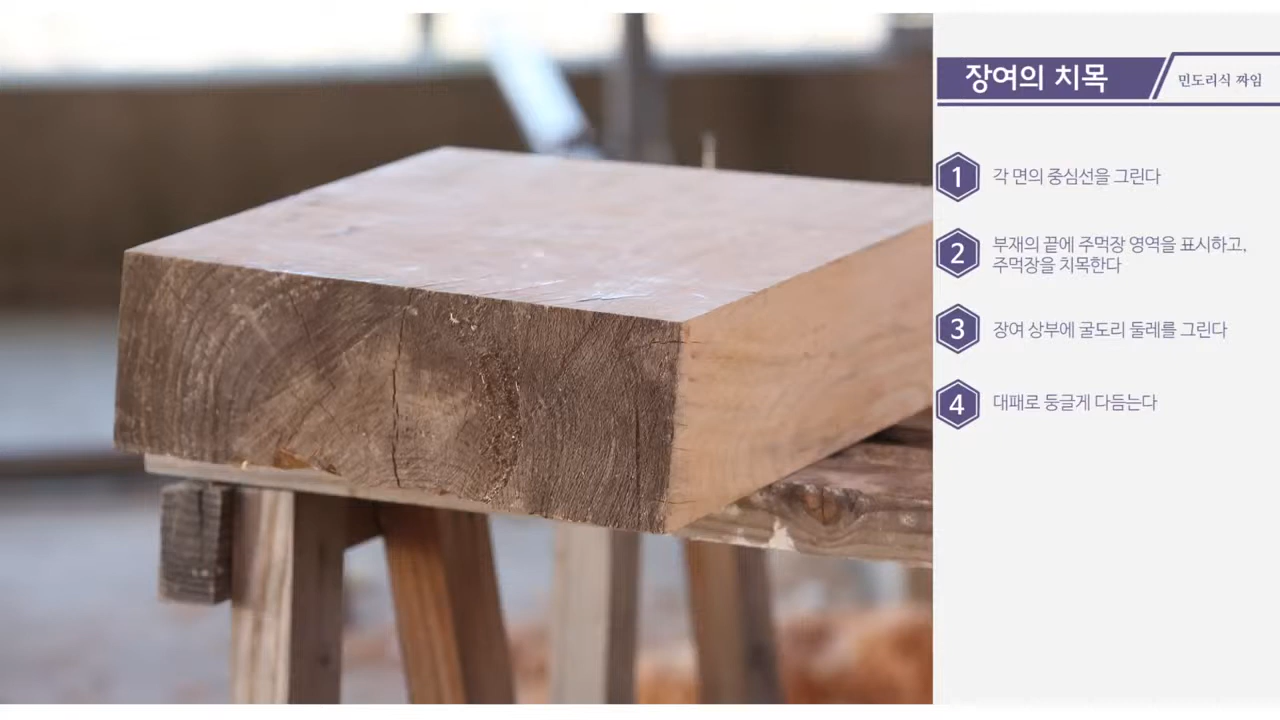 장여의 치목
민도리식 짜임
1 각 면의 중심선을 그린다
2 부재의 끝에 주먹장 영역을 표시하고,
주먹장을 치목한다
3 장여 상부에 굴도리 둘레를 그린다
4 대패로 둥글게 다듬는다